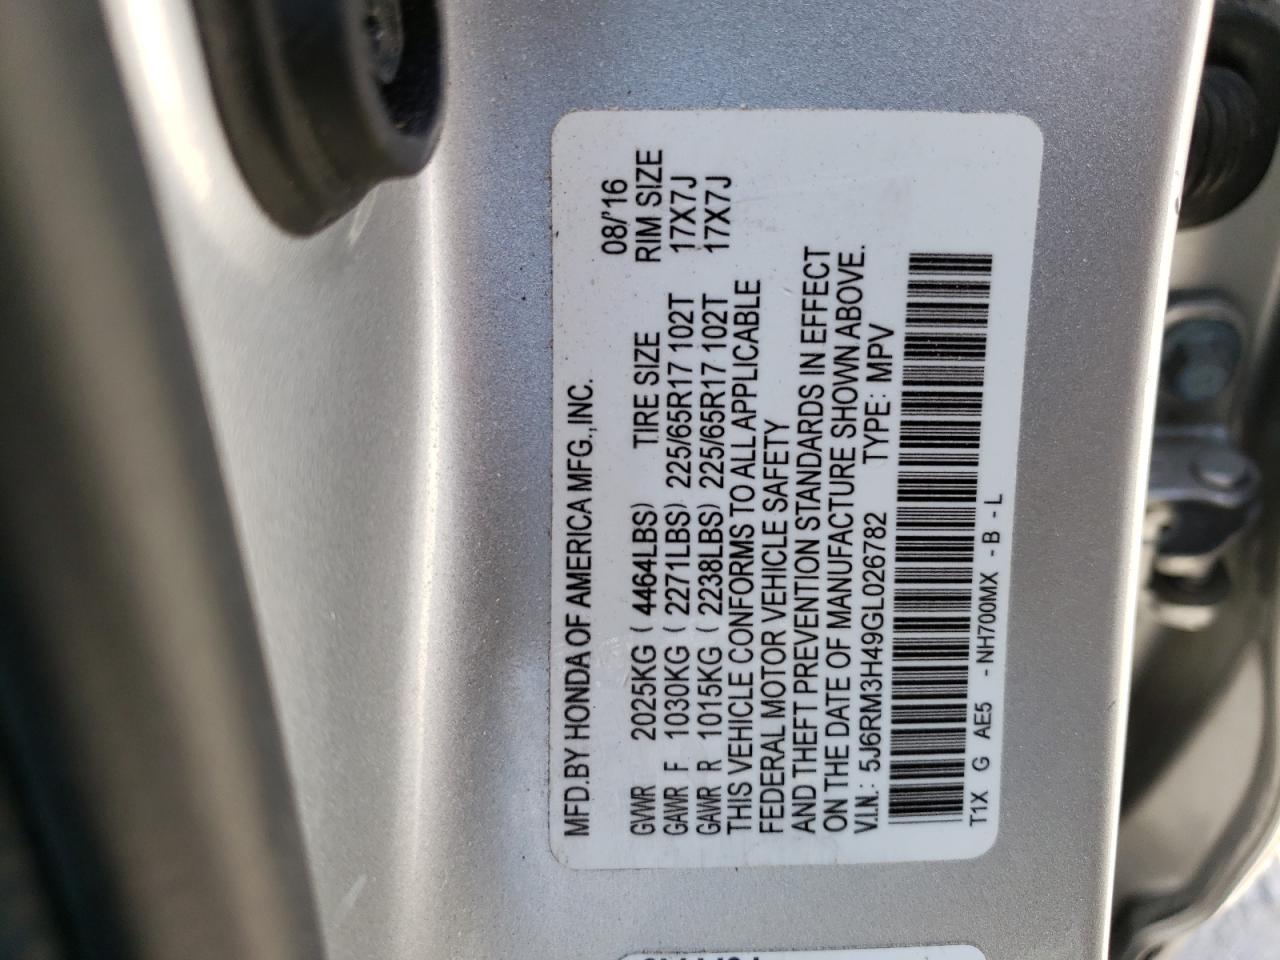 MFD.BY HONDA OF AMERICA MFG.,INC. 08/'16
GVWR 2025KG ( 4464LBS) TIRE SIZE RIM SIZE
GAWR F 1030KG ( 2271LBS) 225/65R17 102T 17X7J
GAWR R 1015KG ( 2238LBS) 225/65R17 102T 17X7J
THIS VEHICLE CONFORMS TO ALL APPLICABLE
FEDERAL MOTOR VEHICLE SAFETY
AND THEFT PREVENTION STANDARDS IN EFFECT
ON THE DATE OF MANUFACTURE SHOWN ABOVE.
V.I.N.: 5J6RM3H49GL026782 TYPE: MPV
T1X G AE5 - NH700MX - B - L